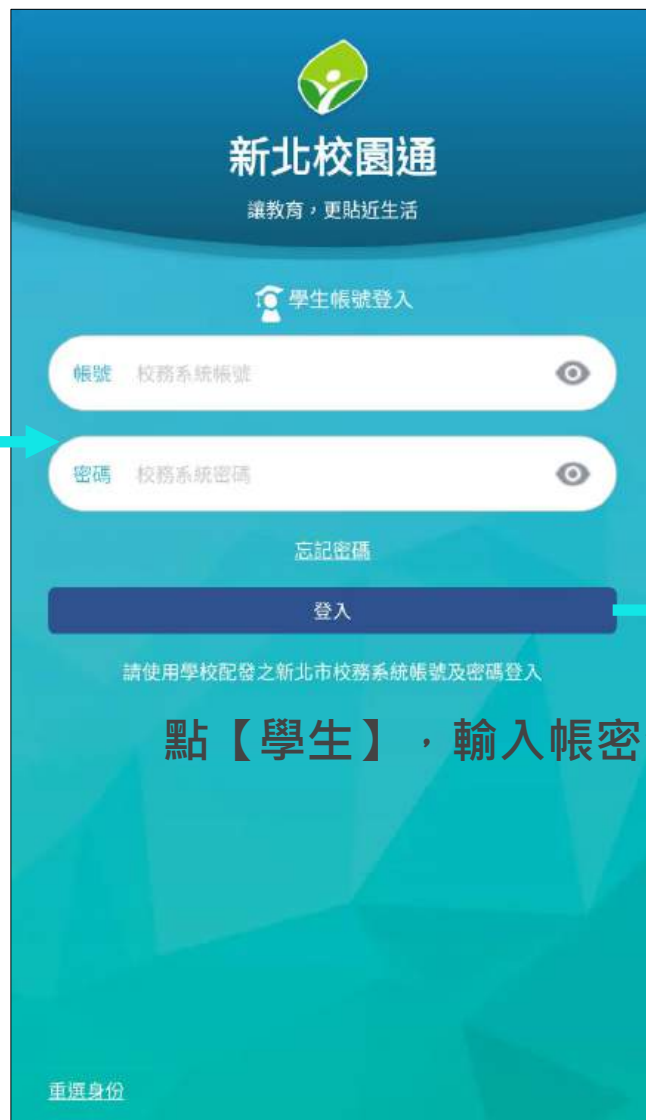 新北校園通
讓教育，更貼近生活
學生帳號登入
帳號 校務系統帳號
密碼 校務系統密碼
忘記密碼
登入
請使用學校配發之新北市校務系統帳號及密碼登入
點【學生】，輸入帳密
重選身份